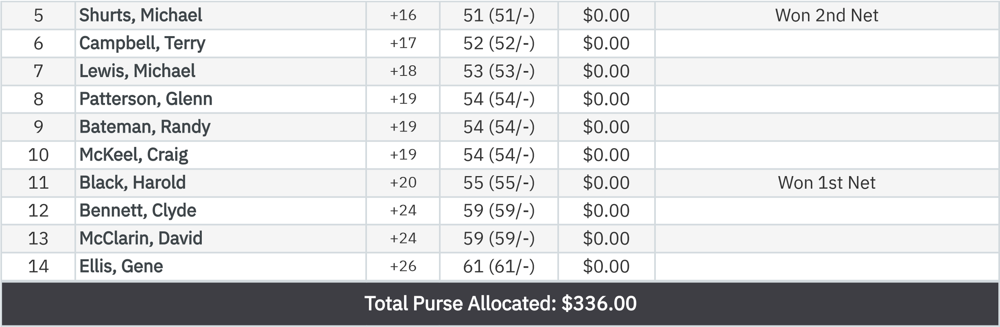 5 Shurts, Michael +16 51 (51/-) $0.00 Won 2nd Net
6 Campbell, Terry +17 52 (52/-) $0.00
7 Lewis, Michael +18 53 (53/-) $0.00
8 Patterson, Glenn +19 54 (54/-) $0.00
9 Bateman, Randy +19 54 (54/-) $0.00
10 McKeel, Craig +19 54 (54/-) $0.00
11 Black, Harold +20 55 (55/-) $0.00 Won 1st Net
12 Bennett, Clyde +24 59 (59/-) $0.00
13 McClarin, David +24 59 (59/-) $0.00
14 Ellis, Gene +26 61 (61/-) $0.00
Total Purse Allocated: $336.00